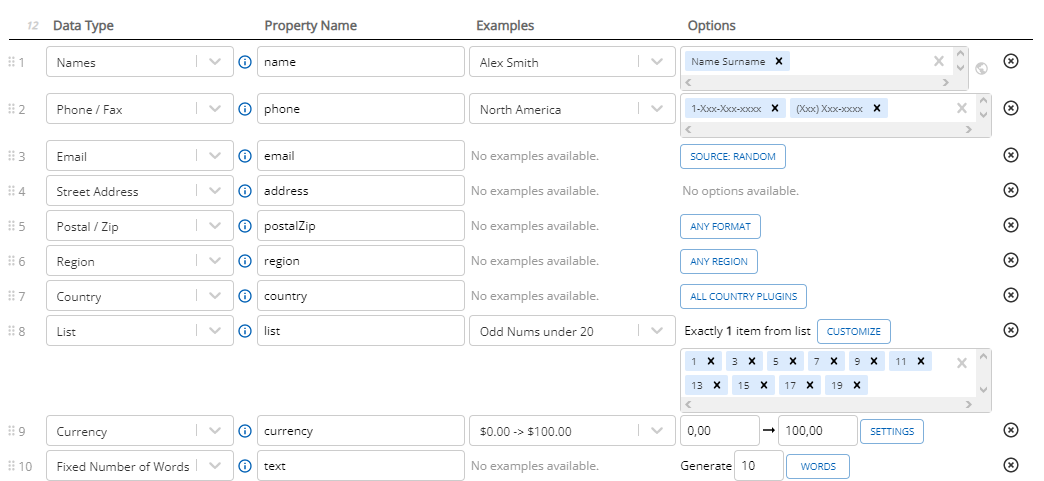 12 Data Type Property Name Examples Options
1 Names name Alex Smith Name Surname
2 Phone / Fax phone North America 1-Xxx-Xxx-xxxx (Xxx) Xxx-xxxx
3 Email email No examples available. SOURCE: RANDOM
4 Street Address address No examples available. No options available.
5 Postal / Zip postalZip No examples available. ANY FORMAT
6 Region region No examples available. ANY REGION
7 Country country No examples available. ALL COUNTRY PLUGINS
8 List list Odd Nums under 20 Exactly 1 item from list CUSTOMIZE
1 3 5 7 9 11
13 15 17 19
9 Currency currency $0.00 -> $100.00 0,00 → 100,00 SETTINGS
10 Fixed Number of Words text No examples available. Generate 10 WORDS